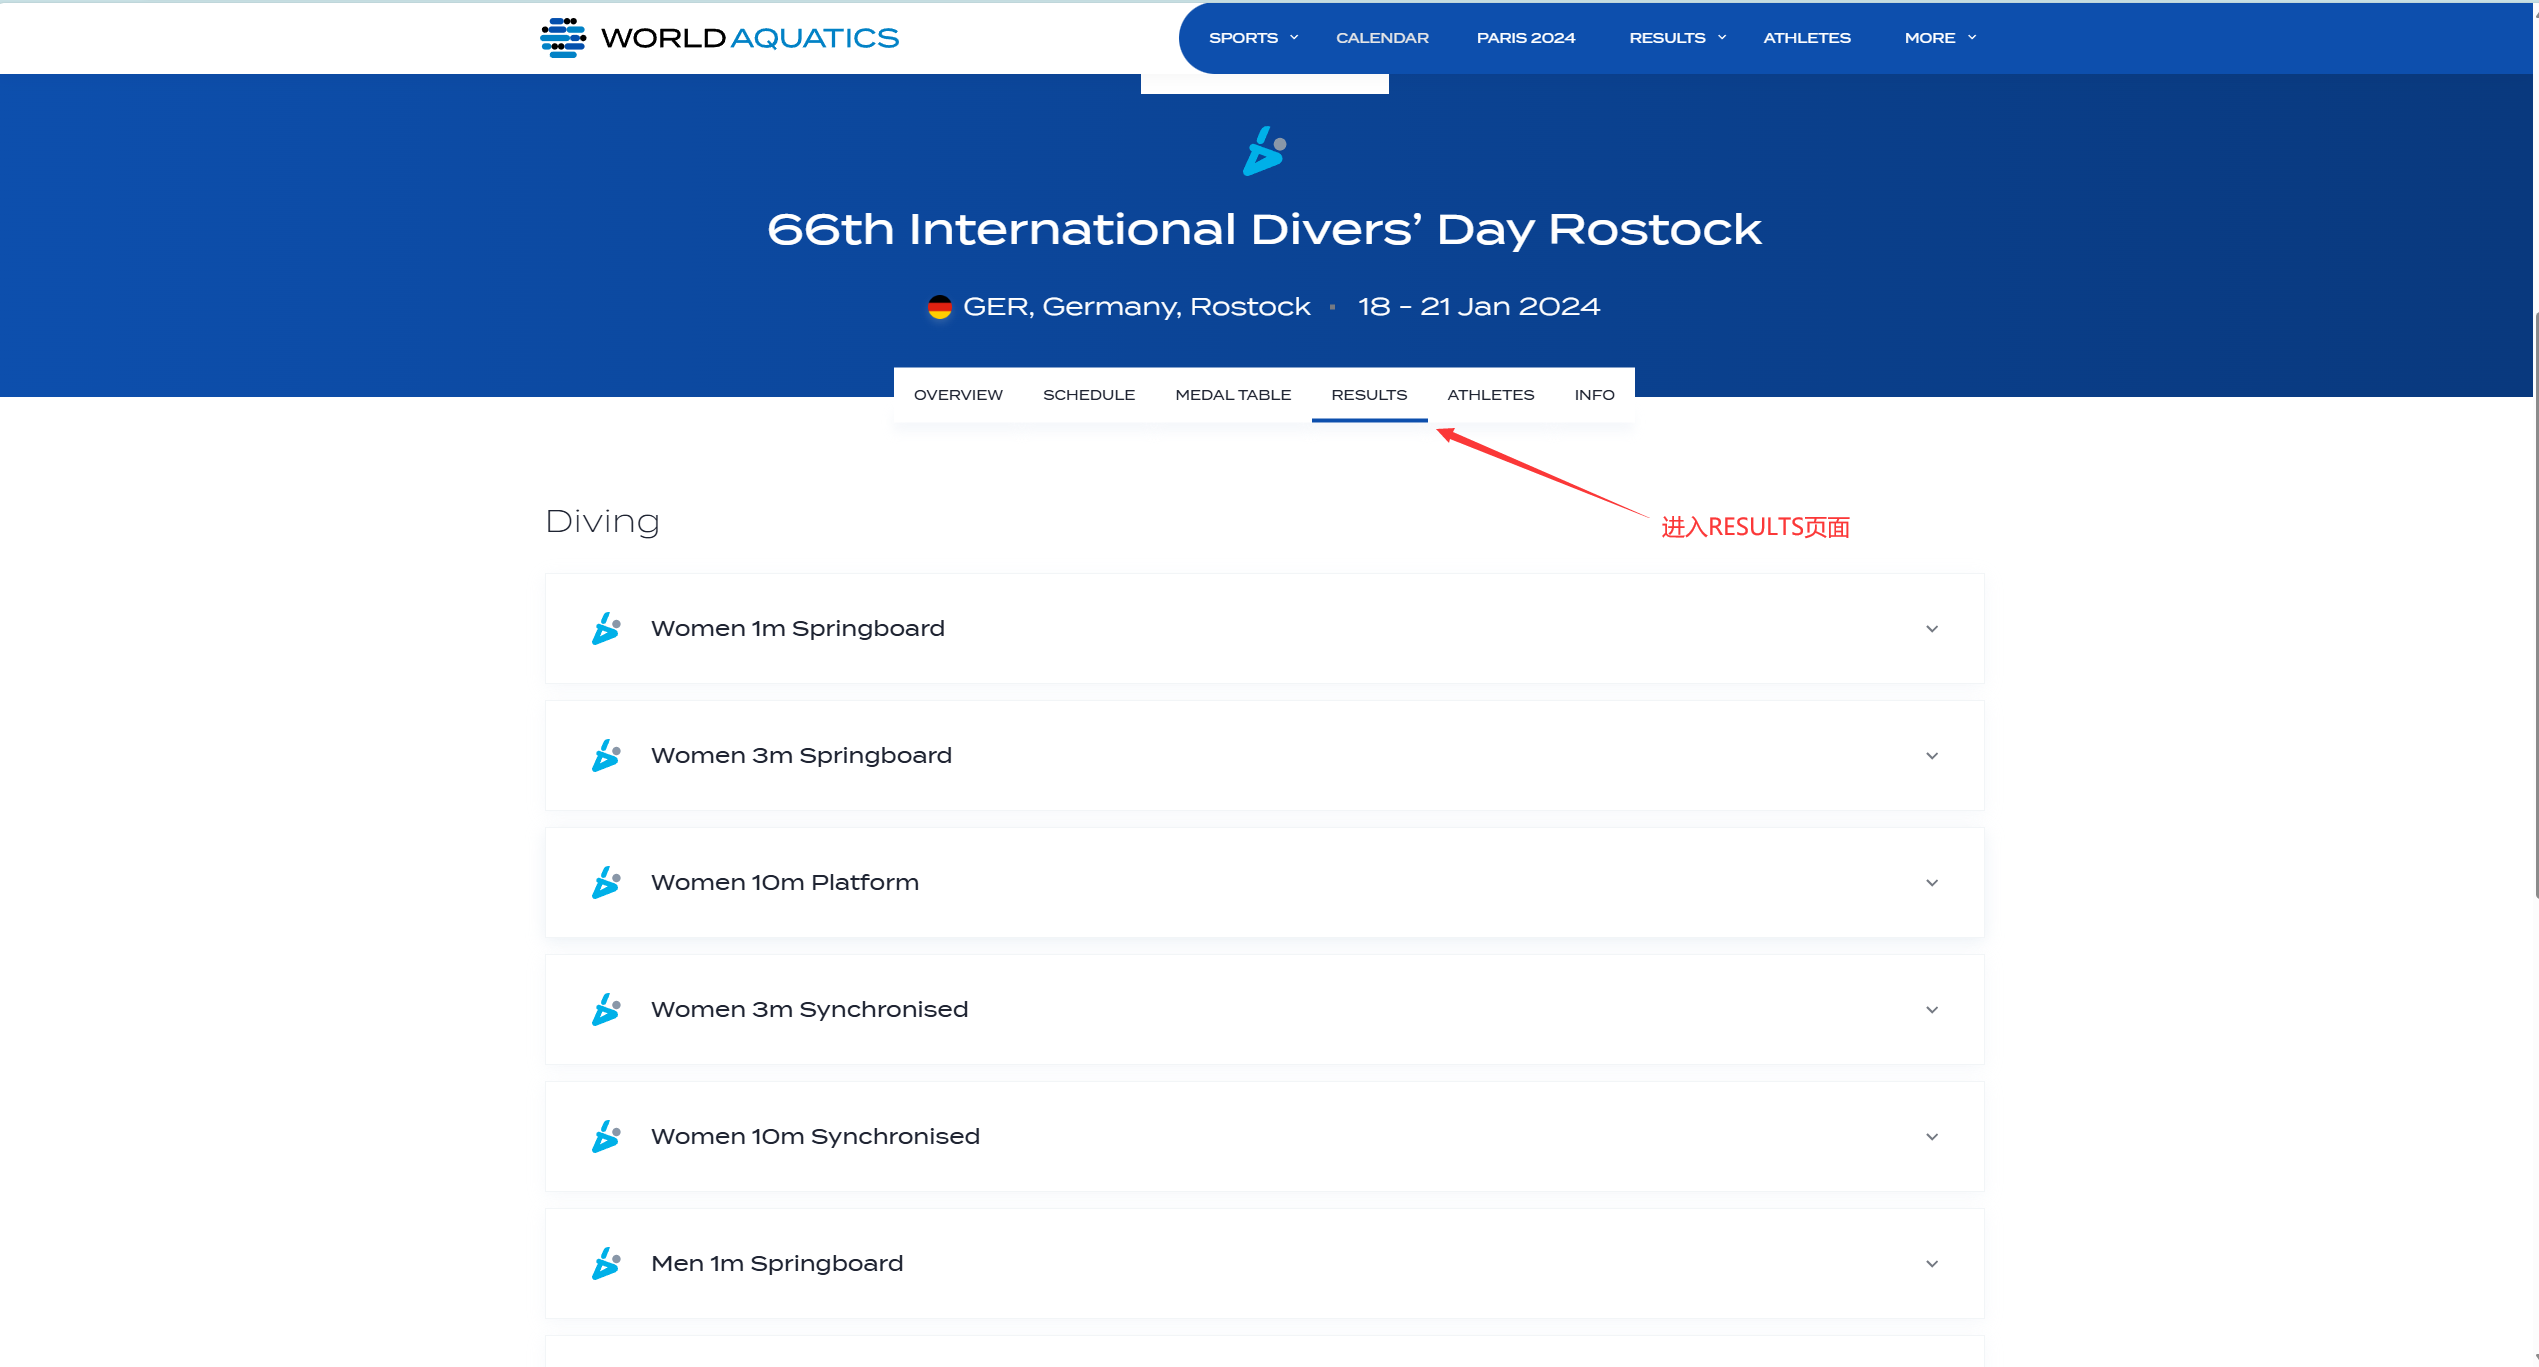 WORLD AQUATICS
SPORTS CALENDAR PARIS 2024 RESULTS ATHLETES MORE
66th International Divers’ Day Rostock
GER, Germany, Rostock ▪ 18 - 21 Jan 2024
OVERVIEW SCHEDULE MEDAL TABLE RESULTS ATHLETES INFO
进入RESULTS页面
Diving
Women 1m Springboard
Women 3m Springboard
Women 10m Platform
Women 3m Synchronised
Women 10m Synchronised
Men 1m Springboard